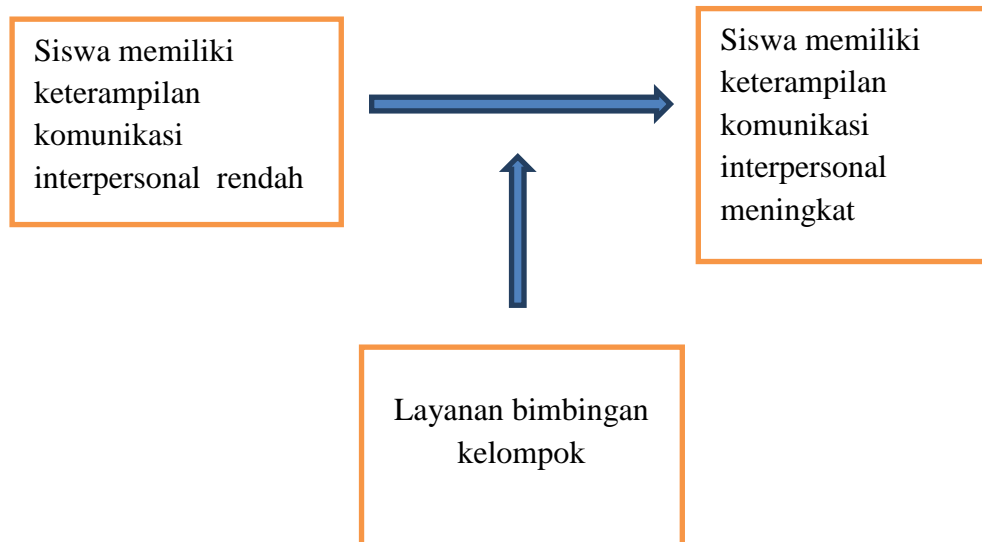 Siswa memiliki
keterampilan
komunikasi
interpersonal  rendah
Siswa memiliki
keterampilan
komunikasi
interpersonal
meningkat
Layanan bimbingan
kelompok